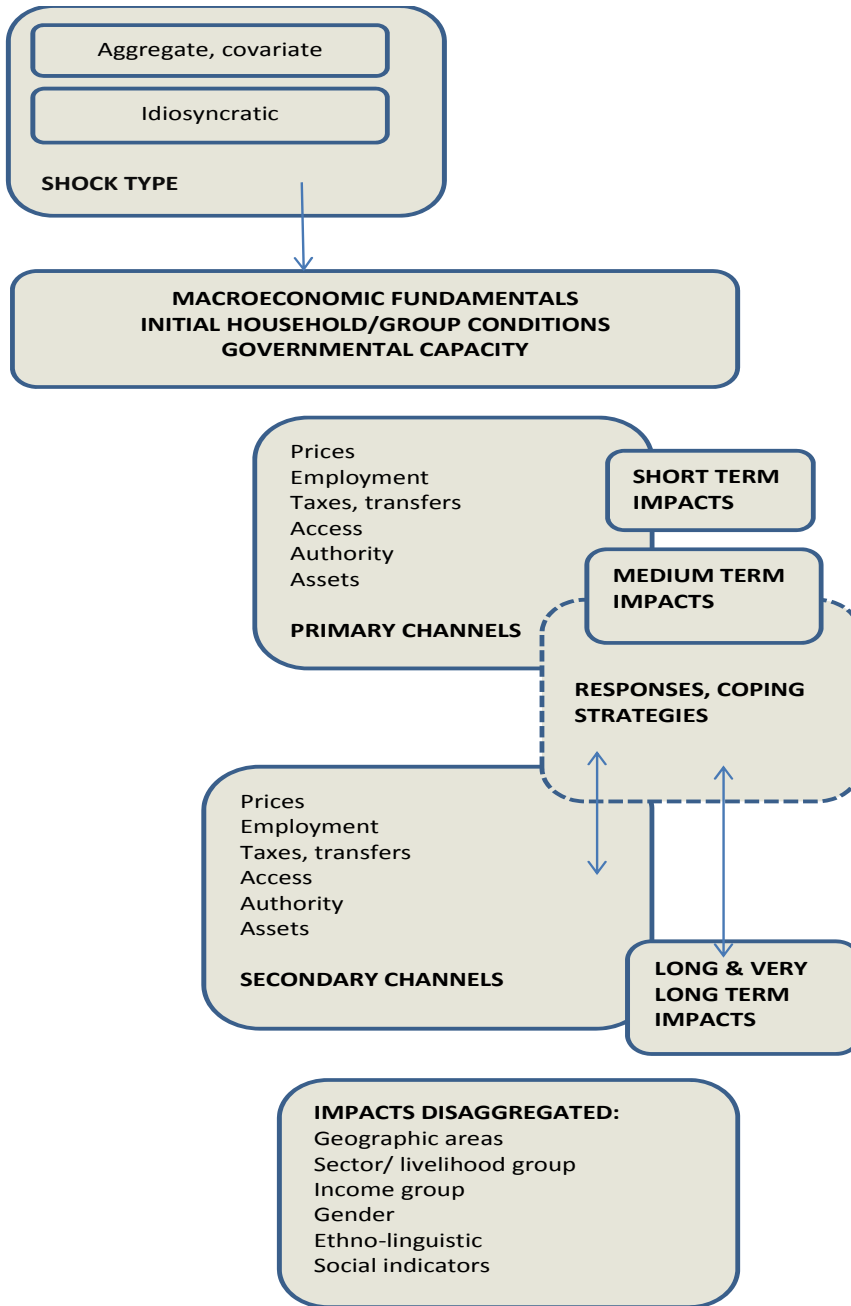 Aggregate, covariate
Idiosyncratic
SHOCK TYPE
MACROECONOMIC FUNDAMENTALS
INITIAL HOUSEHOLD/GROUP CONDITIONS
GOVERNMENTAL CAPACITY
Prices
Employment
Taxes, transfers
Access
Authority
Assets
PRIMARY CHANNELS
SHORT TERM
IMPACTS
MEDIUM TERM
IMPACTS
RESPONSES, COPING
STRATEGIES
Prices
Employment
Taxes, transfers
Access
Authority
Assets
SECONDARY CHANNELS
LONG & VERY
LONG TERM
IMPACTS
IMPACTS DISAGGREGATED:
Geographic areas
Sector/ livelihood group
Income group
Gender
Ethno-linguistic
Social indicators